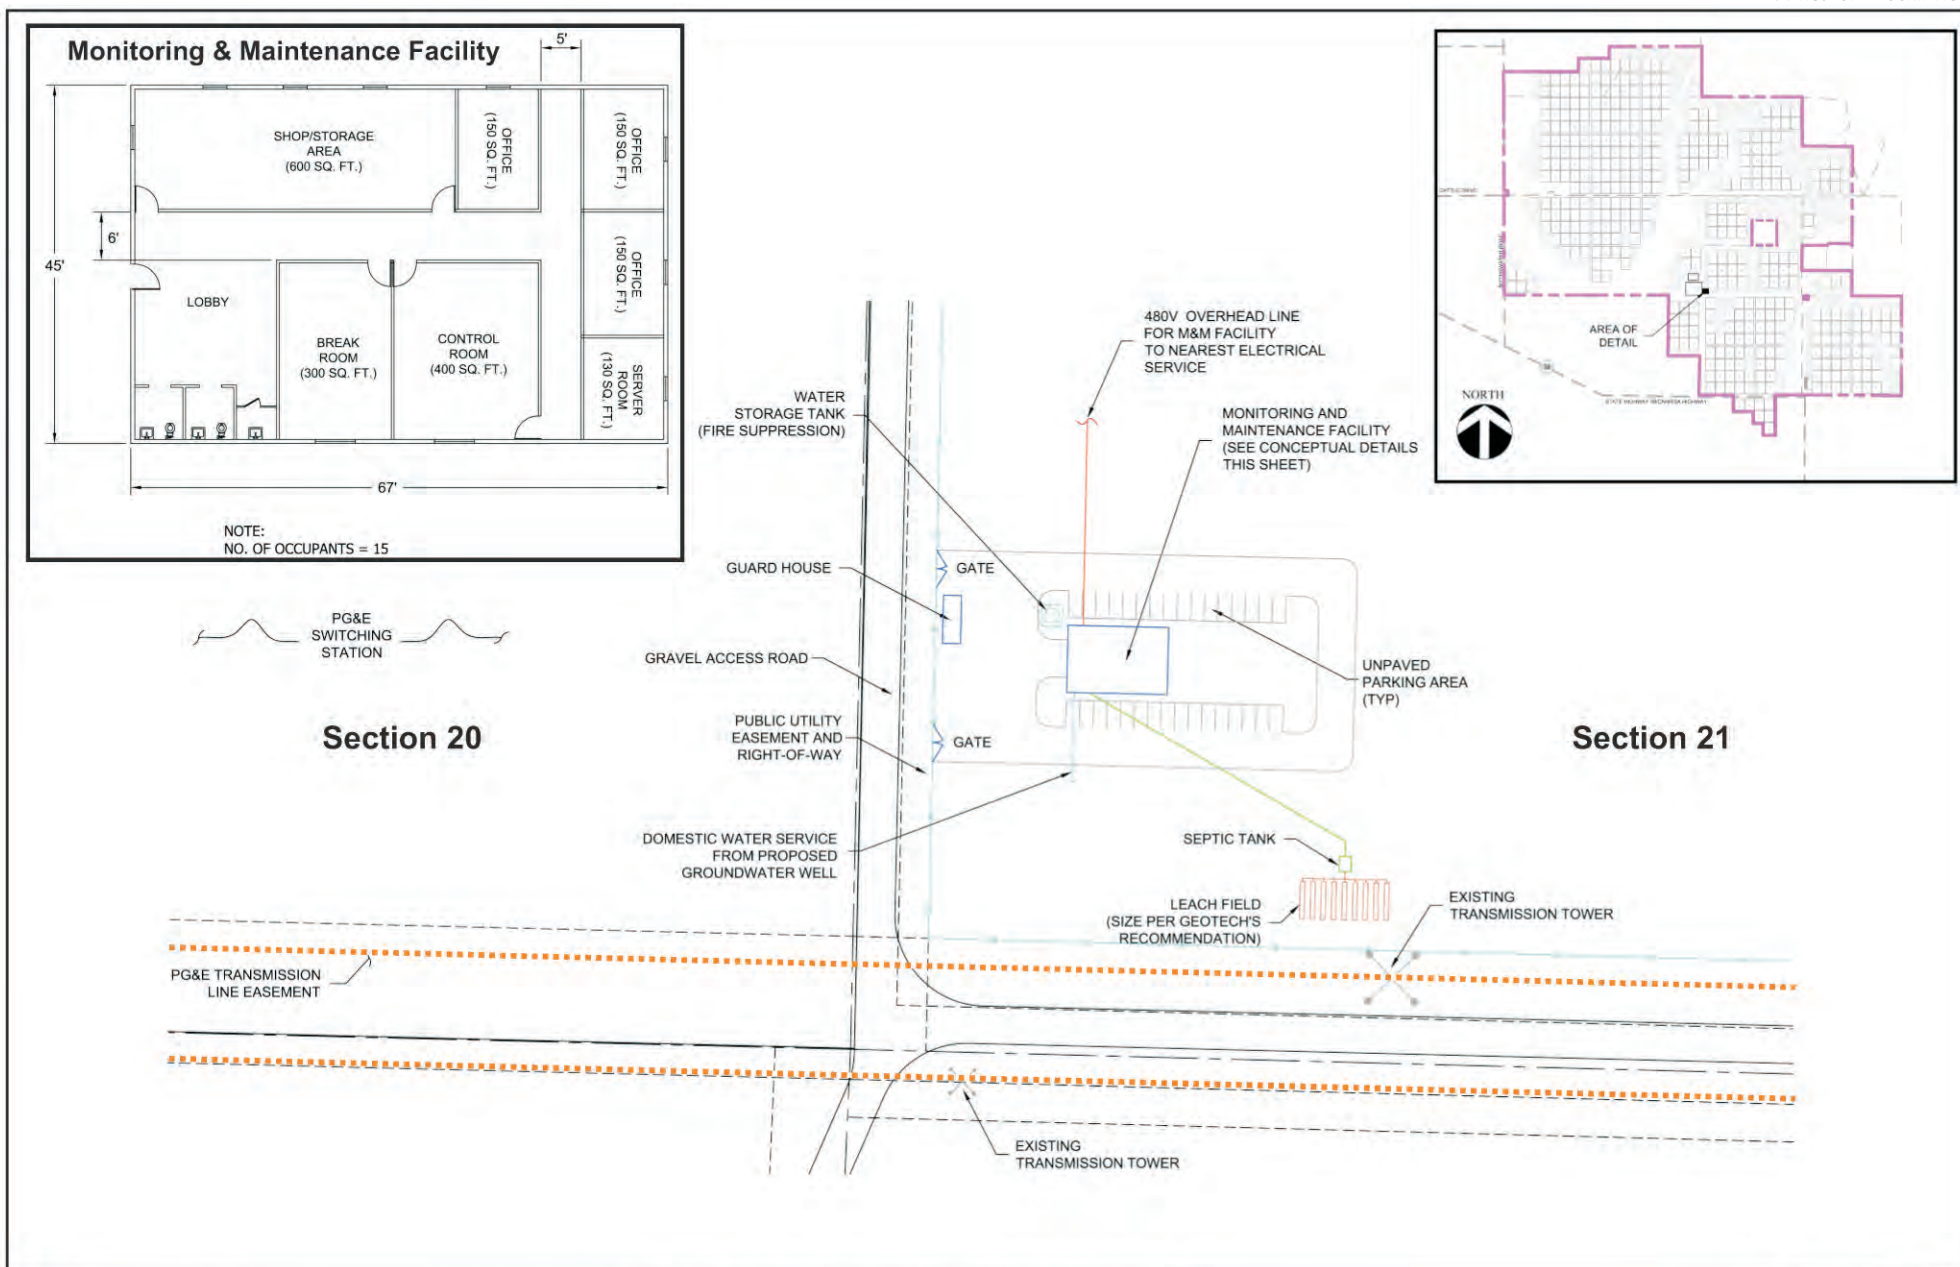 Monitoring & Maintenance Facility
5'
SHOP/STORAGE
AREA
(600 SQ. FT.)
OFFICE
(150 SQ. FT.)
OFFICE
(150 SQ. FT.)
6'
45'
OFFICE
(150 SQ. FT.)
LOBBY
BREAK
ROOM
(300 SQ. FT.)
CONTROL
ROOM
(400 SQ. FT.)
SERVER
ROOM
(130 SQ. FT.)
67'
NOTE:
NO. OF OCCUPANTS = 15
AREA OF
DETAIL
NORTH
480V OVERHEAD LINE
FOR M&M FACILITY
TO NEAREST ELECTRICAL
SERVICE
WATER
STORAGE TANK
(FIRE SUPPRESSION)
MONITORING AND
MAINTENANCE FACILITY
(SEE CONCEPTUAL DETAILS
THIS SHEET)
GUARD HOUSE
GATE
PG&E
SWITCHING
STATION
GRAVEL ACCESS ROAD
UNPAVED
PARKING AREA
(TYP)
Section 20
PUBLIC UTILITY
EASEMENT AND
RIGHT-OF-WAY
GATE
Section 21
DOMESTIC WATER SERVICE
FROM PROPOSED
GROUNDWATER WELL
SEPTIC TANK
LEACH FIELD
(SIZE PER GEOTECH'S
RECOMMENDATION)
EXISTING
TRANSMISSION TOWER
PG&E TRANSMISSION
LINE EASEMENT
EXISTING
TRANSMISSION TOWER